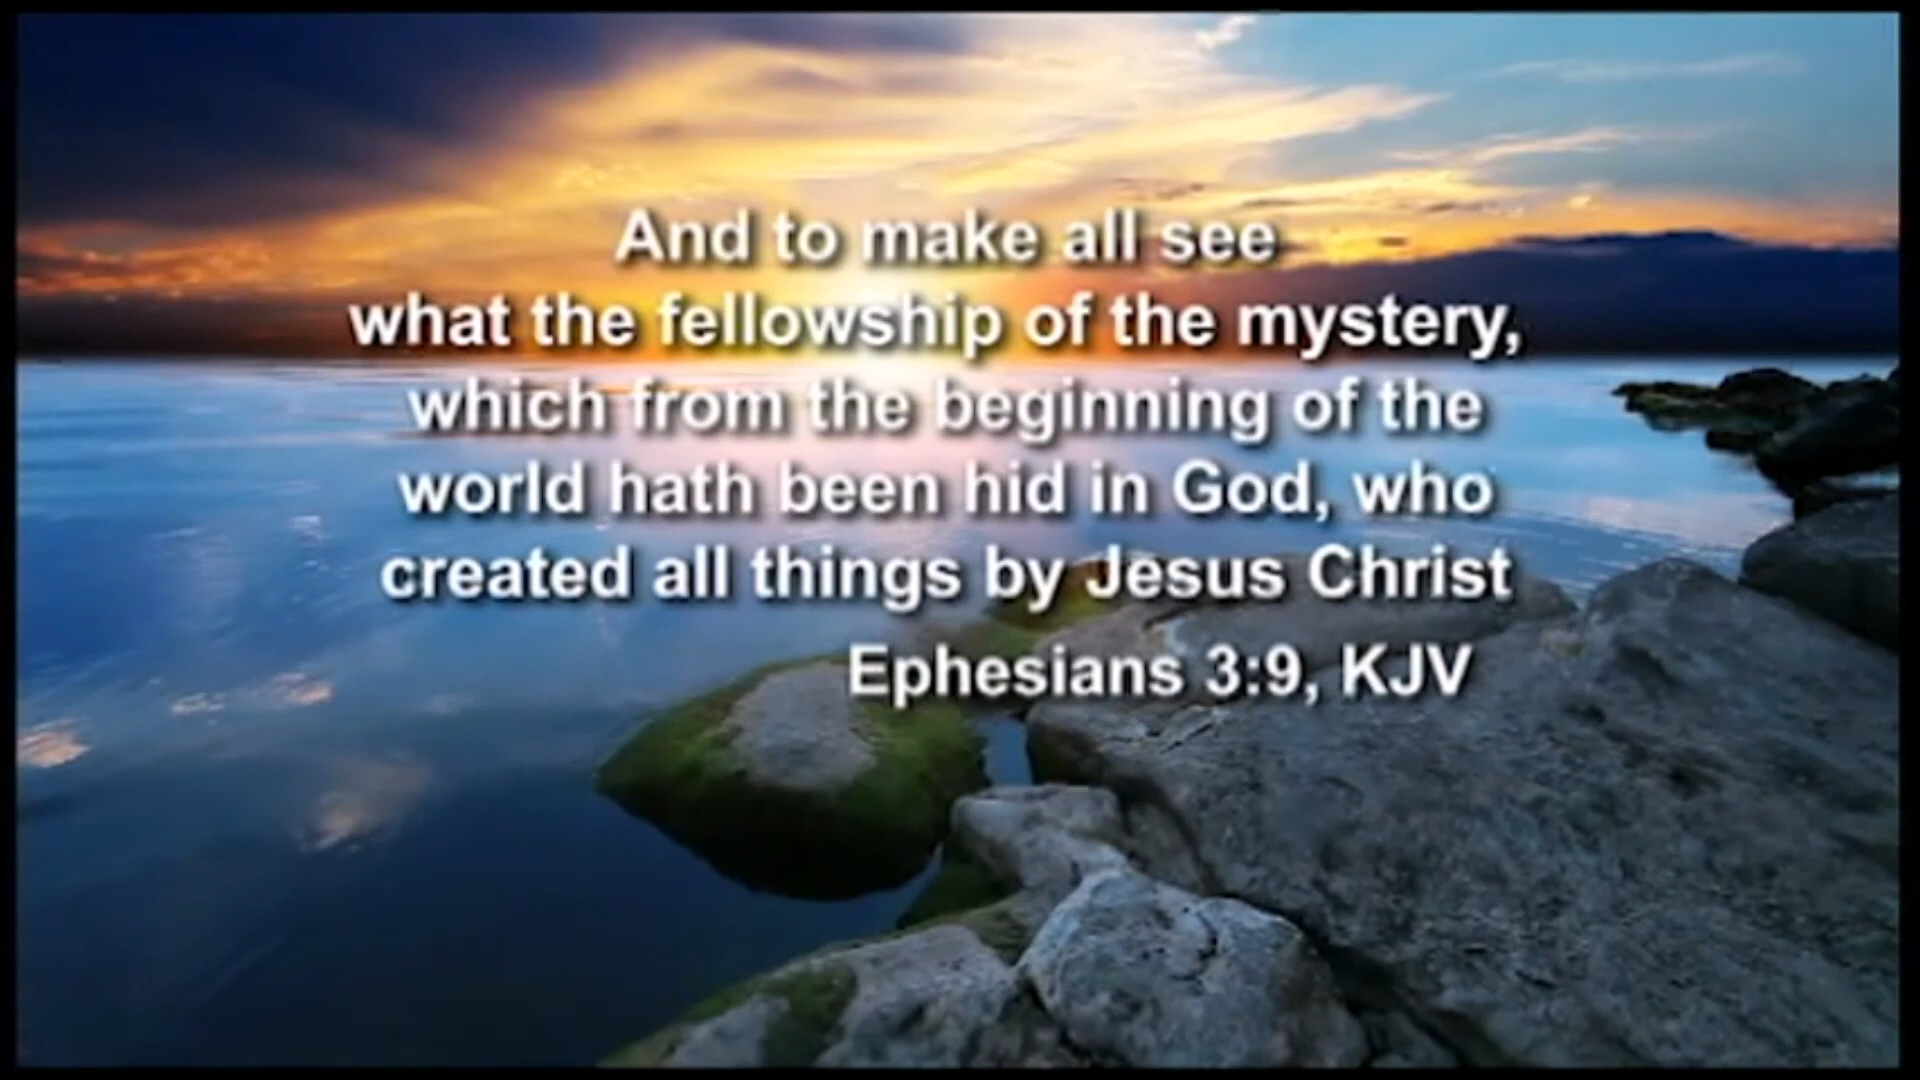 And to make all see
what the fellowship of the mystery,
which from the beginning of the
world hath been hid in God, who
created all things by Jesus Christ
Ephesians 3:9, KJV